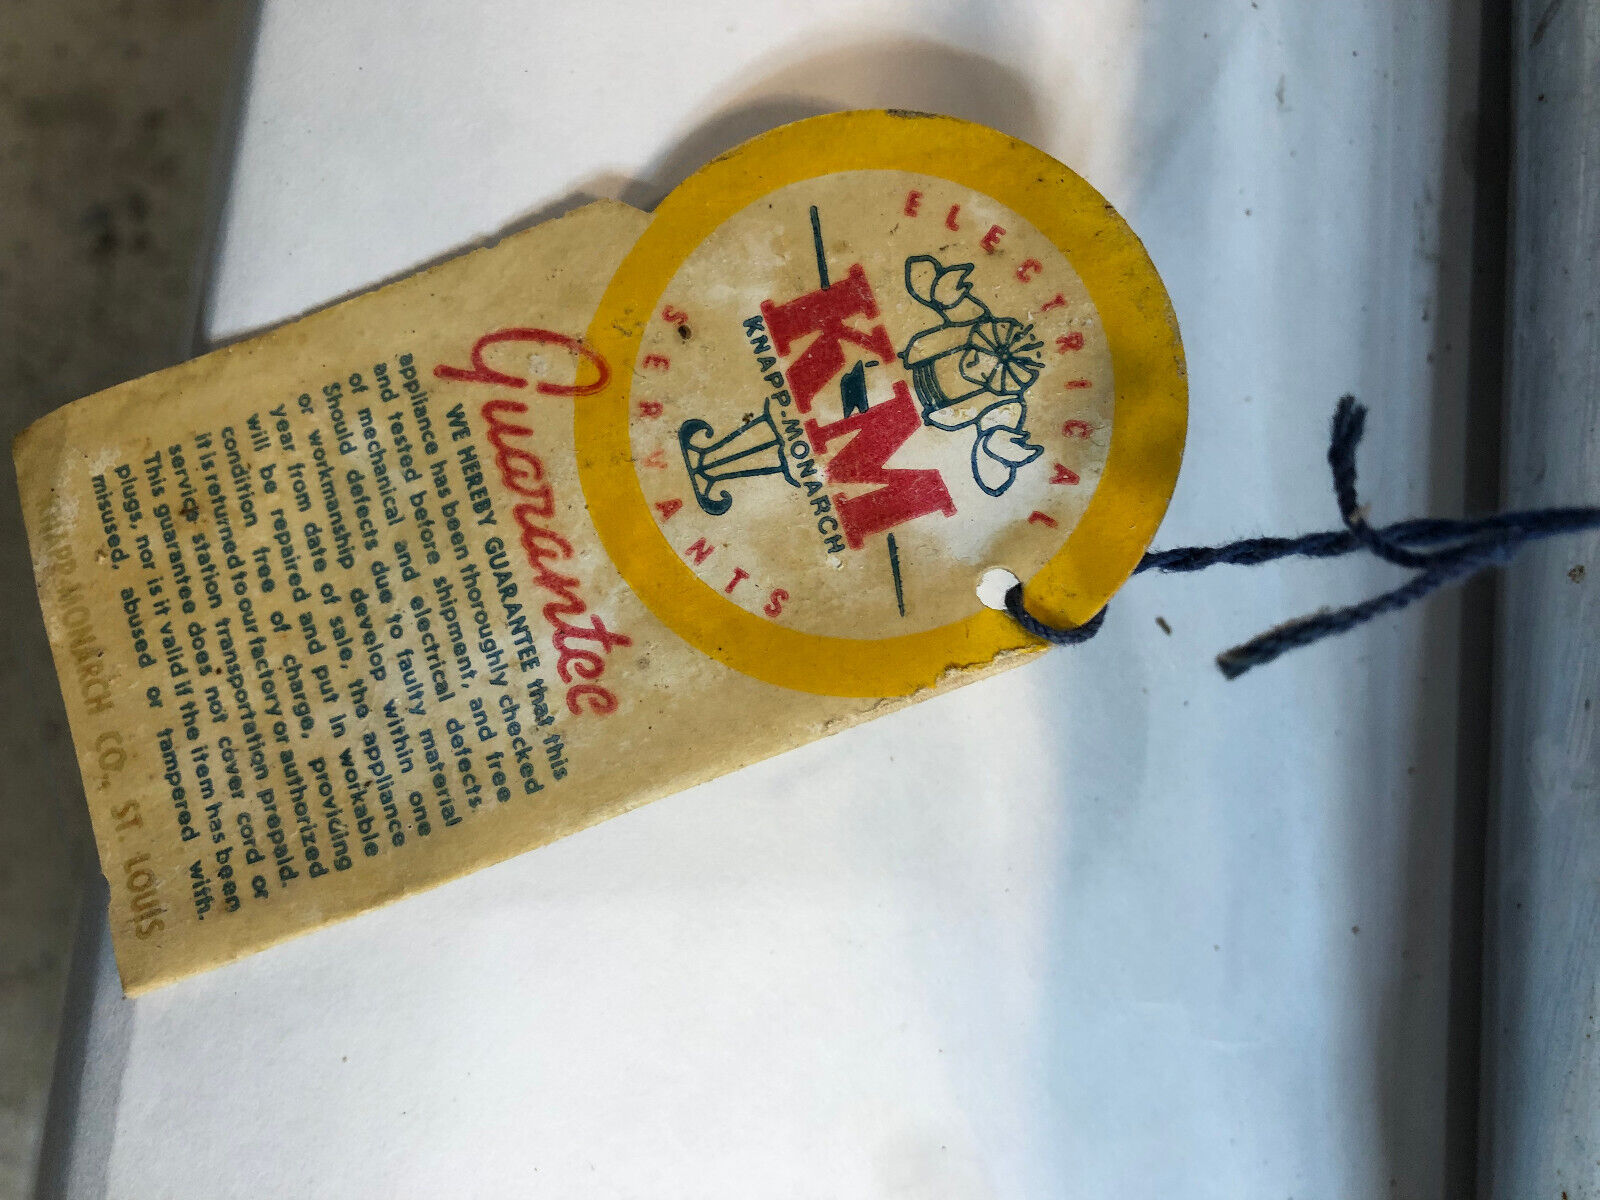 ELECTRICAL
K-M
KNAPP-MONARCH
SERVANTS
Guarantee
WE HEREBY GUARANTEE that this
appliance has been thoroughly checked
and tested before shipment, and free
of mechanical and electrical defects.
Should defects due to faulty material
or workmanship develop within one
year from date of sale, the appliance
will be repaired and put in workable
condition free of charge, providing
it is returned to our factory or authorized
service station transportation prepaid.
This guarantee does not cover cord or
plugs, nor is it valid if the item has been
misused, abused or tampered with.
KNAPP-MONARCH CO., ST. LOUIS